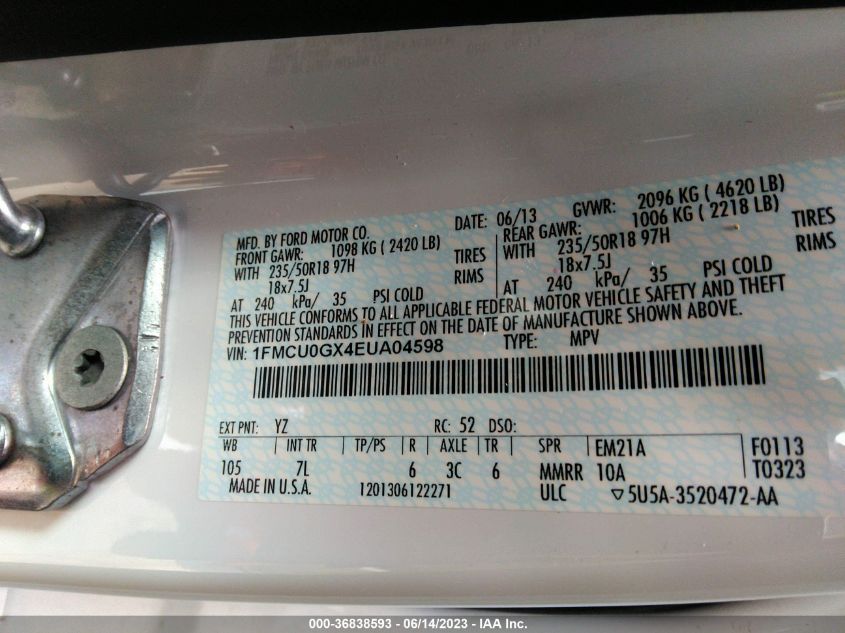 MFD. BY FORD MOTOR CO. DATE: 06/13 GVWR: 2096 KG ( 4620 LB)
FRONT GAWR: 1098 KG ( 2420 LB) REAR GAWR: 1006 KG ( 2218 LB)
WITH 235/50R18 97H TIRES WITH 235/50R18 97H TIRES
18x7.5J RIMS 18x7.5J RIMS
AT 240 kPa/ 35 PSI COLD AT 240 kPa/ 35 PSI COLD
THIS VEHICLE CONFORMS TO ALL APPLICABLE FEDERAL MOTOR VEHICLE SAFETY AND THEFT
PREVENTION STANDARDS IN EFFECT ON THE DATE OF MANUFACTURE SHOWN ABOVE.
VIN: 1FMCU0GX4EUA04598 TYPE: MPV
EXT PNT: YZ RC: 52 DSO:
WB INT TR TP/PS R AXLE TR SPR EM21A F0113
105 7L 6 3C 6 MMRR 10A T0323
MADE IN U.S.A. 1201306122271 ULC ▽5U5A-3520472-AA
000-36838593 - 06/14/2023 - IAA Inc.